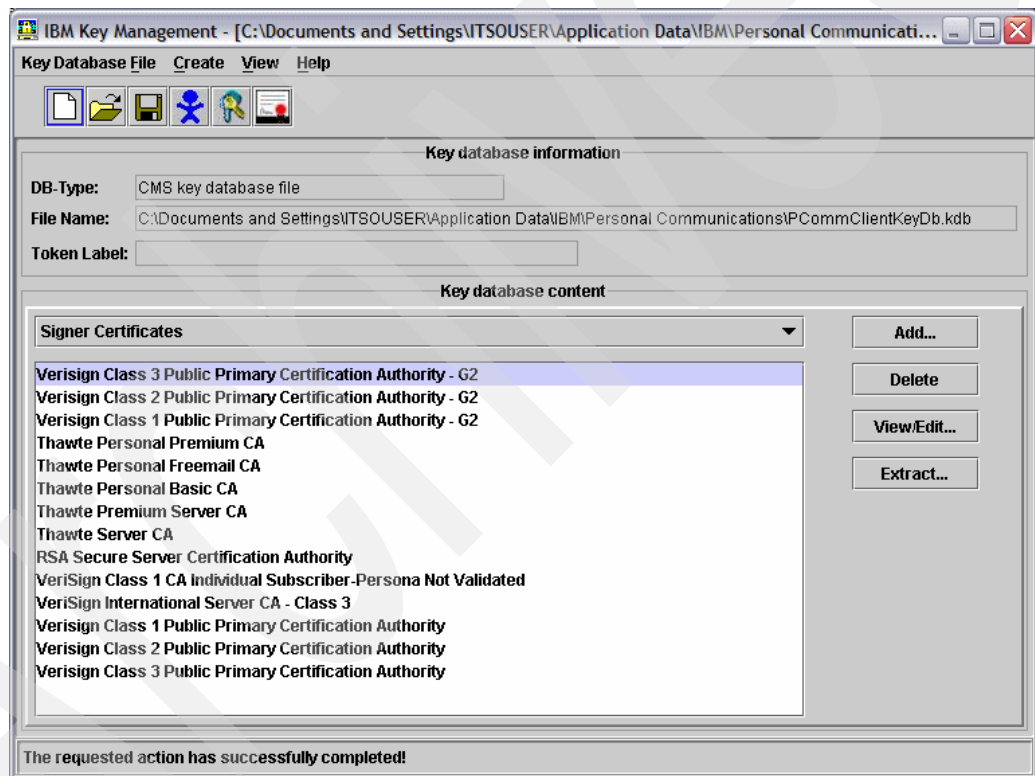 IBM Key Management - [C:\Documents and Settings\ITSOUSER\Application Data\IBM\Personal Communicati...
Key Database File Create View Help
Key database information
DB-Type: CMS key database file
File Name: C:\Documents and Settings\ITSOUSER\Application Data\IBM\Personal Communications\PCommClientKeyDb.kdb
Token Label:
Key database content
Signer Certificates
Add...
Verisign Class 3 Public Primary Certification Authority - G2
Delete
Verisign Class 2 Public Primary Certification Authority - G2
Verisign Class 1 Public Primary Certification Authority - G2
View/Edit...
Thawte Personal Premium CA
Thawte Personal Freemail CA
Extract...
Thawte Personal Basic CA
Thawte Premium Server CA
Thawte Server CA
RSA Secure Server Certification Authority
VeriSign Class 1 CA Individual Subscriber-Persona Not Validated
VeriSign International Server CA - Class 3
Verisign Class 1 Public Primary Certification Authority
Verisign Class 2 Public Primary Certification Authority
Verisign Class 3 Public Primary Certification Authority
The requested action has successfully completed!